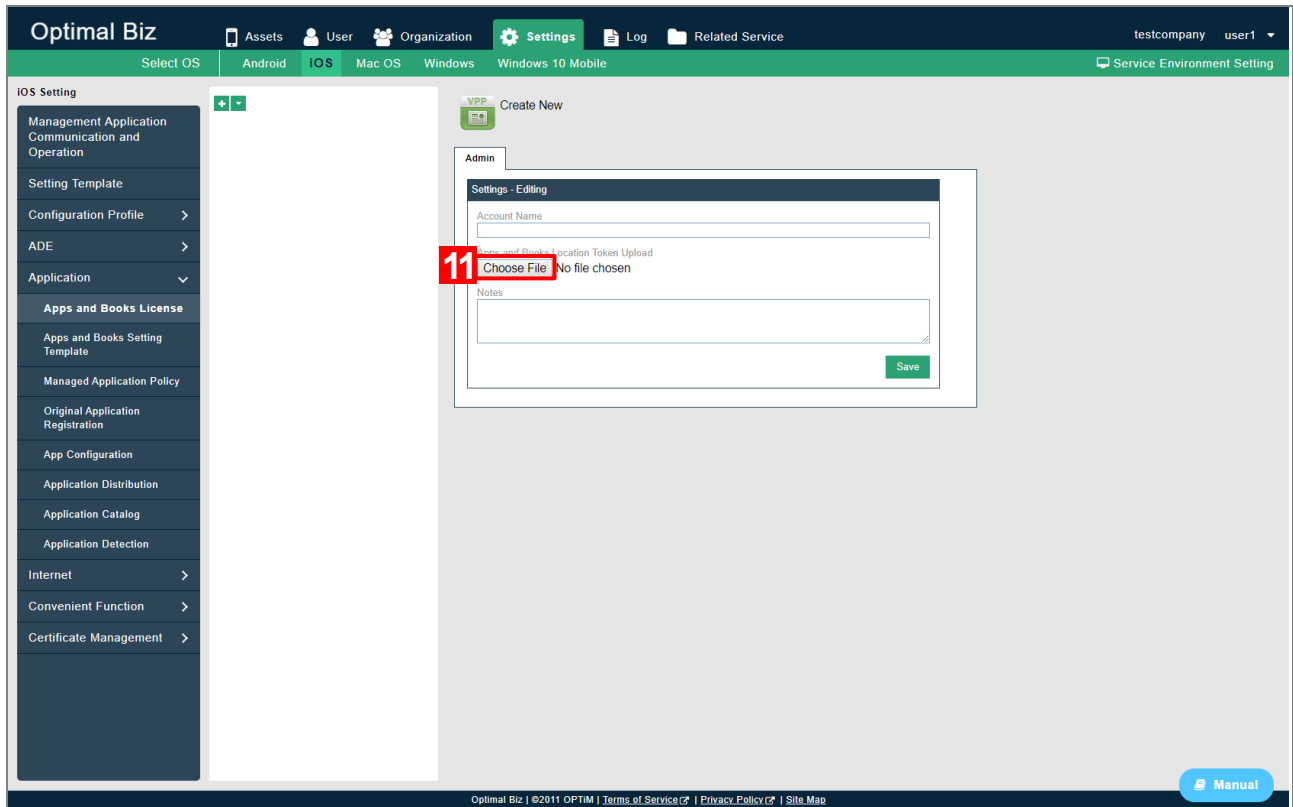 Optimal Biz
Assets
User
Organization
Settings
Log
Related Service
testcompany
user1
Select OS
Android
iOS
Mac OS
Windows
Windows 10 Mobile
Service Environment Setting
iOS Setting
Management Application
Communication and
Operation
Setting Template
Configuration Profile
ADE
Application
Apps and Books License
Apps and Books Setting
Template
Managed Application Policy
Original Application
Registration
App Configuration
Application Distribution
Application Catalog
Application Detection
Internet
Convenient Function
Certificate Management
VPP
Create New
Admin
Settings - Editing
Account Name
Apps and Books Location Token Upload
11
Choose File No file chosen
Notes
Save
Manual
Optimal Biz | ©2011 OPTiM | Terms of Service | Privacy Policy | Site Map